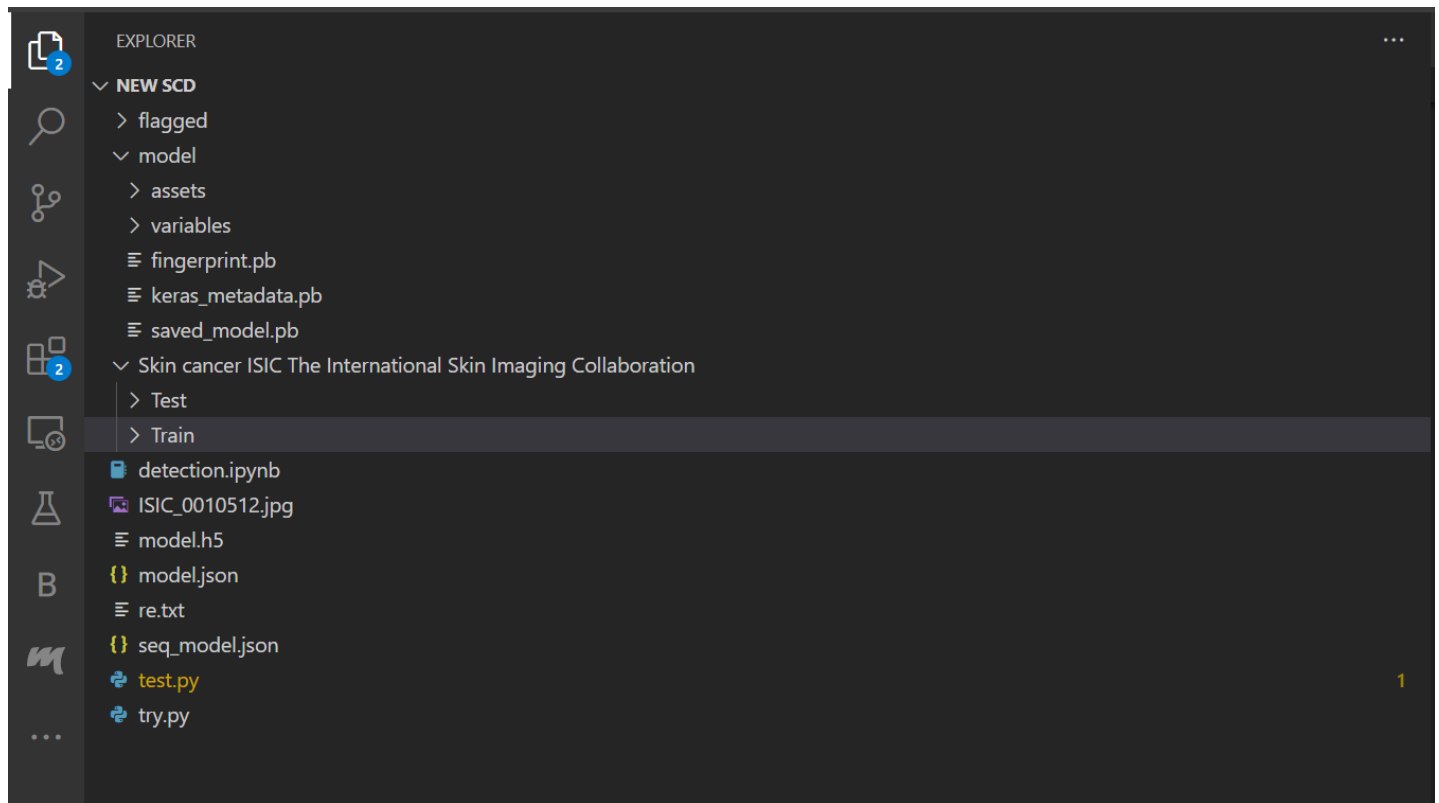 EXPLORER
2
NEW SCD
flagged
model
assets
variables
fingerprint.pb
keras_metadata.pb
saved_model.pb
2
Skin cancer ISIC The International Skin Imaging Collaboration
Test
Train
detection.ipynb
ISIC_0010512.jpg
model.h5
{} model.json
B
re.txt
{} seq_model.json
test.py 1
try.py